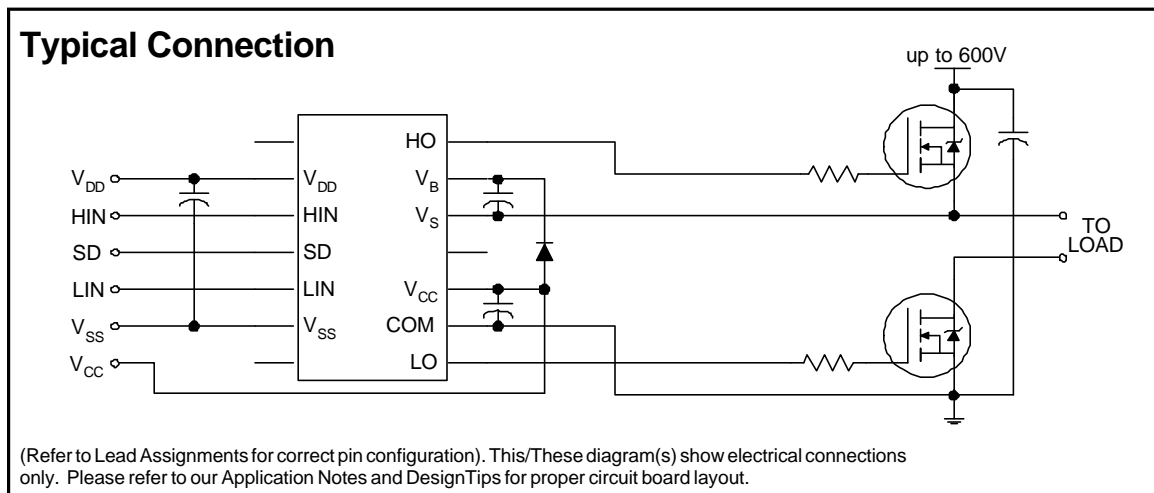 Typical Connection
up to 600V
HO
V_DD
V_DD
V_B
HIN
HIN
V_S
TO
LOAD
SD
SD
LIN
LIN
V_CC
V_SS
V_SS
COM
V_CC
LO
(Refer to Lead Assignments for correct pin configuration). This/These diagram(s) show electrical connections
only. Please refer to our Application Notes and DesignTips for proper circuit board layout.